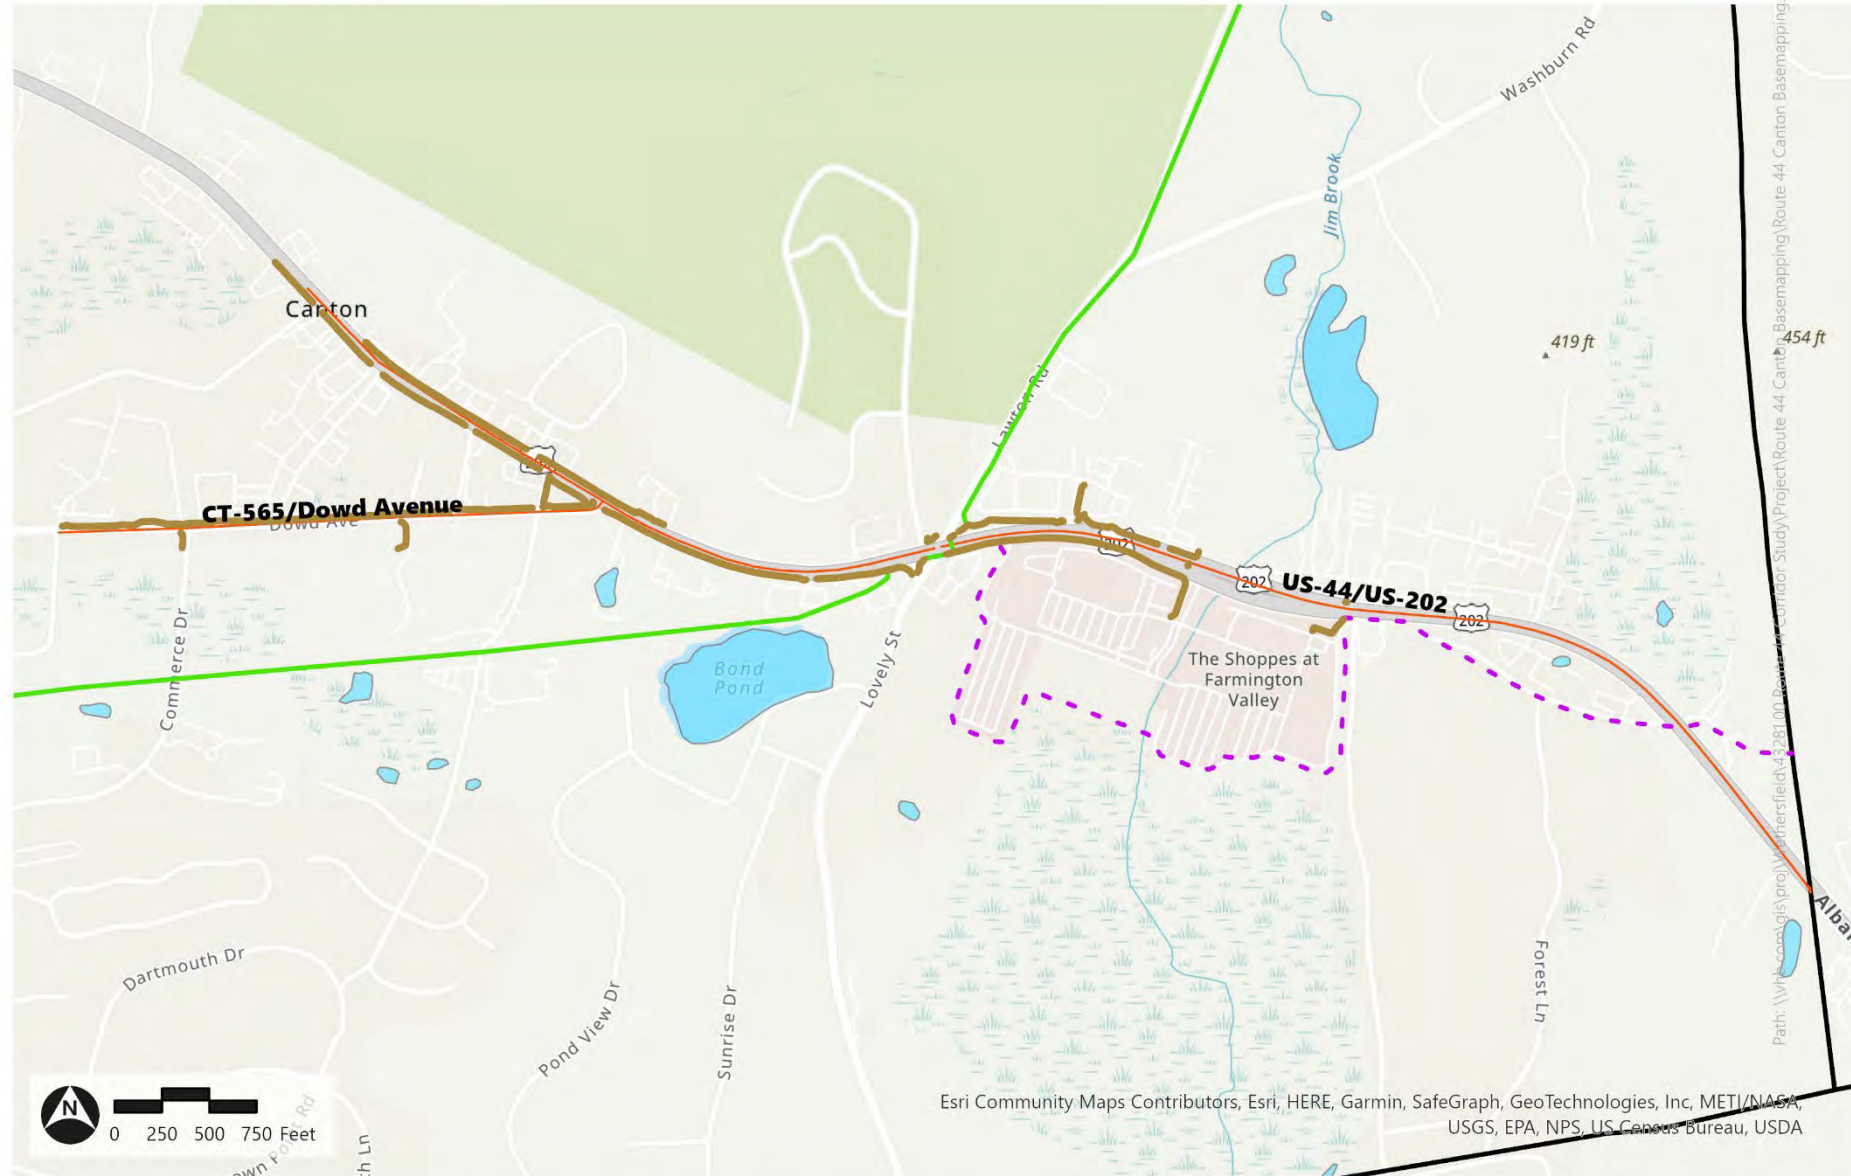 Washburn Rd
Jim Brook
Canton
419 ft
454 ft
Lawton Rd
CT-565/Dowd Avenue
Dowd Ave
202
202
US-44/US-202
202
Commerce Dr
Bond
Pond
Lovely St
The Shoppes at
Farmington
Valley
Dartmouth Dr
Pond View Dr
Sunrise Dr
Forest Ln
N
0 250 500 750 Feet
Esri Community Maps Contributors, Esri, HERE, Garmin, SafeGraph, GeoTechnologies, Inc, METI/NASA,
USGS, EPA, NPS, US Census Bureau, USDA